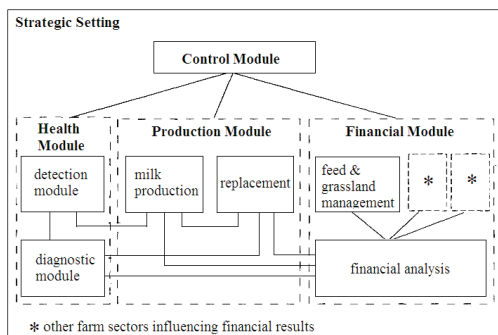 Strategic Setting
Control Module
Health
Module
Production Module
Financial Module
detection
module
milk
production
replacement
feed &
grassland
management
*
*
diagnostic
module
financial analysis
* other farm sectors influencing financial results